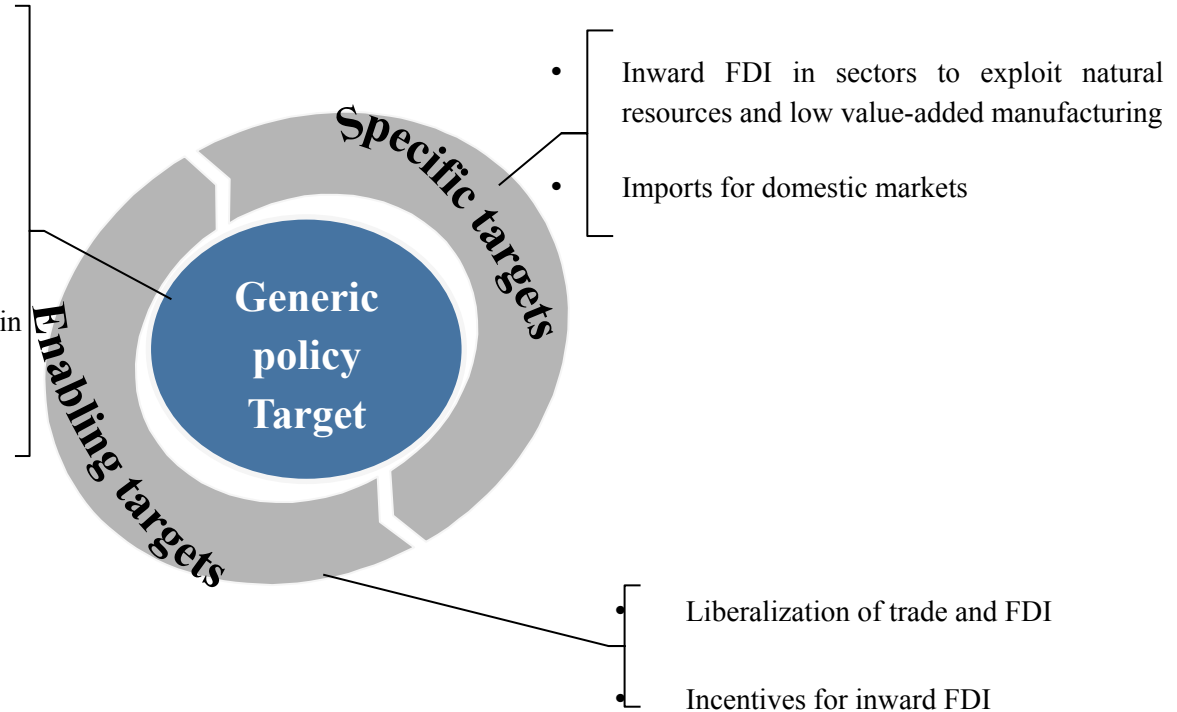 in
Specific targets
• Inward FDI in sectors to exploit natural
resources and low value-added manufacturing
• Imports for domestic markets
Generic
policy
Target
Enabling targets
• Liberalization of trade and FDI
• Incentives for inward FDI